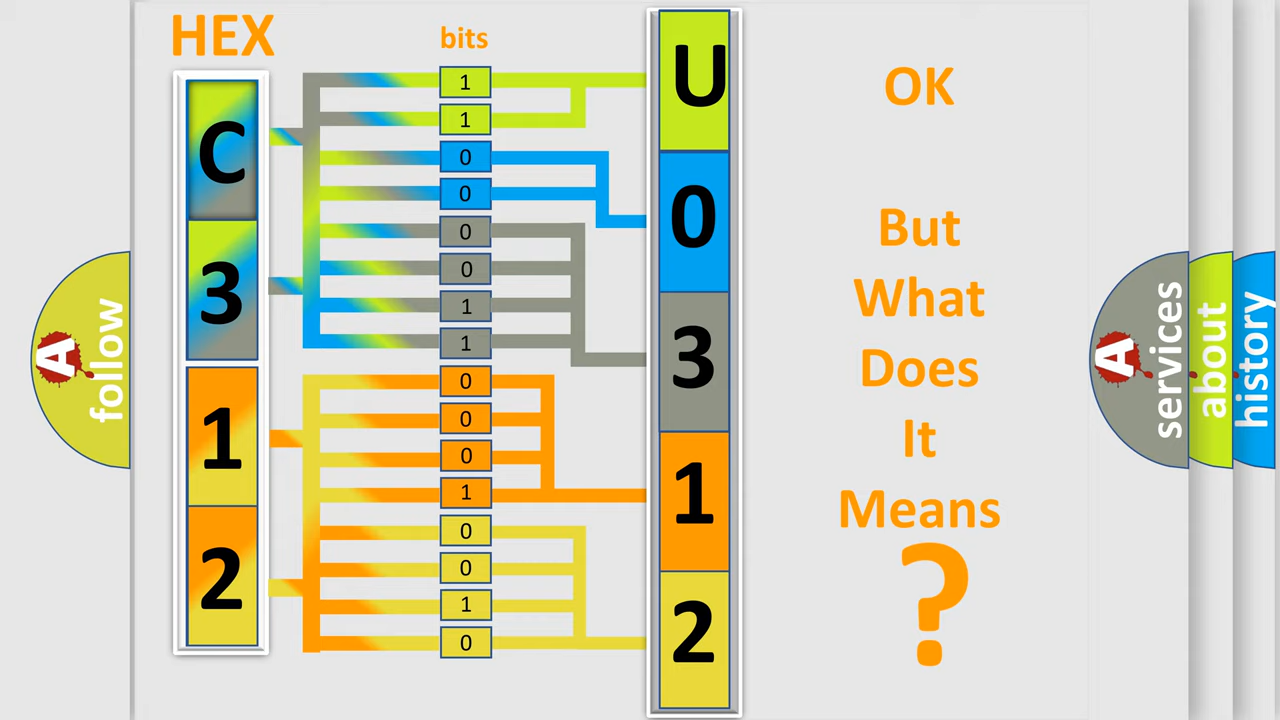 HEX
bits
C
3
1
2
1
1
0
0
0
0
1
1
0
0
0
1
0
0
1
0
U
0
3
1
2
OK
But
What
Does
It
Means
?
A
follow
A
services
about
history